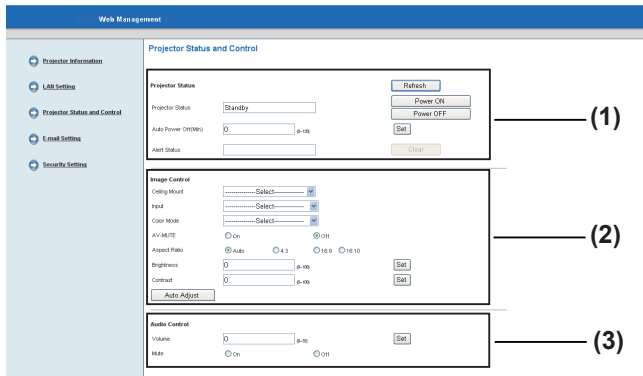 Web Management
Projector Status and Control
Projector Information
LAN Setting
Projector Status and Control
E-mail Setting
Security Setting
Projector Status
Refresh
Power ON
Projector Status Standby
Power OFF
Auto Power Off(Min) 0 (0-120) Set
Alert Status Clear
(1)
Image Control
Ceiling Mount ---------------Select---------------
Input ---------------Select---------------
Color Mode ---------------Select---------------
AV-MUTE On Off
Aspect Ratio Auto 4:3 16:9 16:10
Brightness 0 (0-100) Set
Contrast 0 (0-100) Set
Auto Adjust
(2)
Audio Control
Volume 0 Set
Mute On Off
(3)